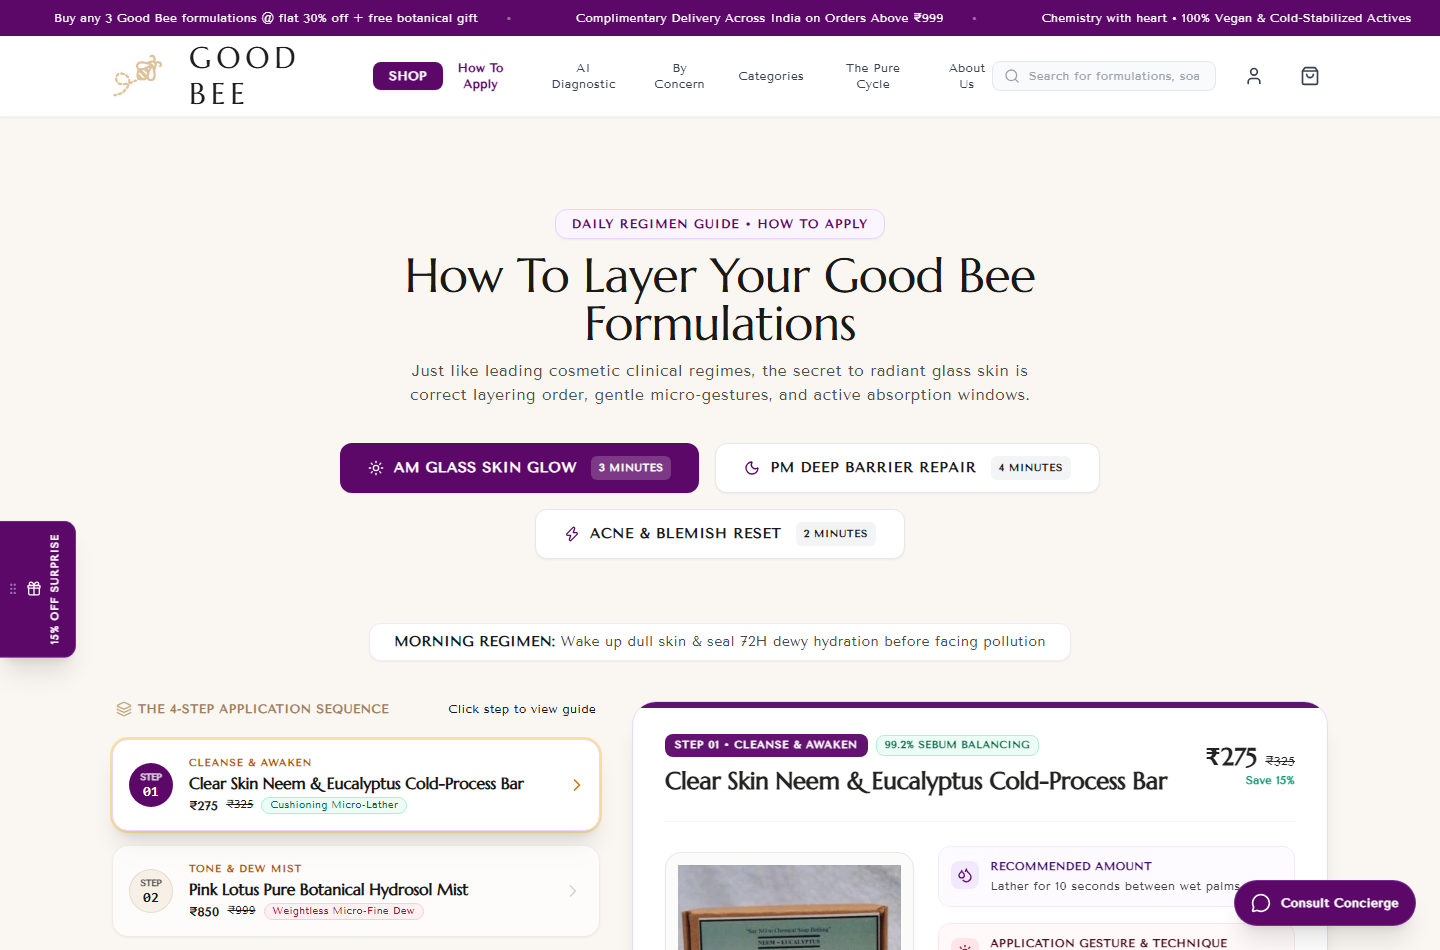 Buy any 3 Good Bee formulations @ flat 30% off + free botanical gift • Complimentary Delivery Across India on Orders Above ₹999 • Chemistry with heart • 100% Vegan & Cold-Stabilized Actives
GOOD BEE
SHOP
How To Apply
AI Diagnostic
By Concern
Categories
The Pure Cycle
About Us
Search for formulations, soa
DAILY REGIMEN GUIDE • HOW TO APPLY
How To Layer Your Good Bee
Formulations
Just like leading cosmetic clinical regimes, the secret to radiant glass skin is
correct layering order, gentle micro-gestures, and active absorption windows.
AM GLASS SKIN GLOW 3 MINUTES
PM DEEP BARRIER REPAIR 4 MINUTES
ACNE & BLEMISH RESET 2 MINUTES
15% OFF SURPRISE
MORNING REGIMEN: Wake up dull skin & seal 72H dewy hydration before facing pollution
THE 4-STEP APPLICATION SEQUENCE
Click step to view guide
STEP 01
CLEANSE & AWAKEN
Clear Skin Neem & Eucalyptus Cold-Process Bar
₹275 ₹325 Cushioning Micro-Lather
STEP 02
TONE & DEW MIST
Pink Lotus Pure Botanical Hydrosol Mist
₹850 ₹999 Weightless Micro-Fine Dew
STEP 01 • CLEANSE & AWAKEN
99.2% SEBUM BALANCING
Clear Skin Neem & Eucalyptus Cold-Process Bar
₹275 ₹325
Save 15%
NEEM • EUCALYPTUS
RECOMMENDED AMOUNT
Lather for 10 seconds between wet palms
APPLICATION GESTURE & TECHNIQUE
Consult Concierge